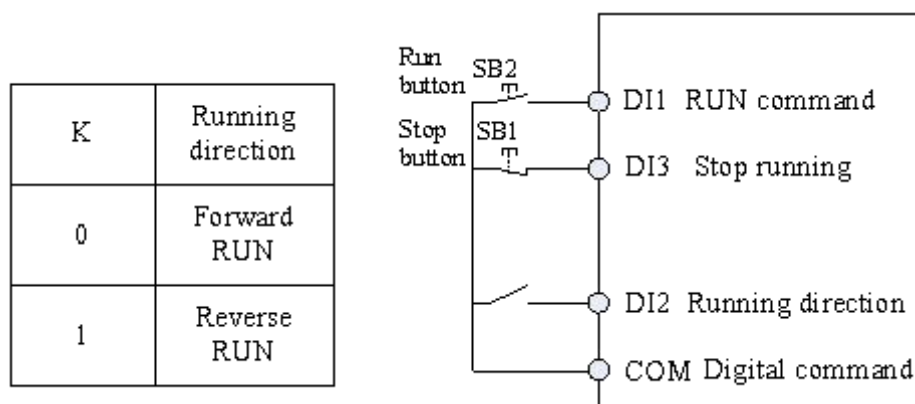 K
Running
direction
0
Forward
RUN
1
Reverse
RUN
Run
button
SB2
DI1 RUN command
Stop
button
SB1
DI3 Stop running
DI2 Running direction
COM Digital command